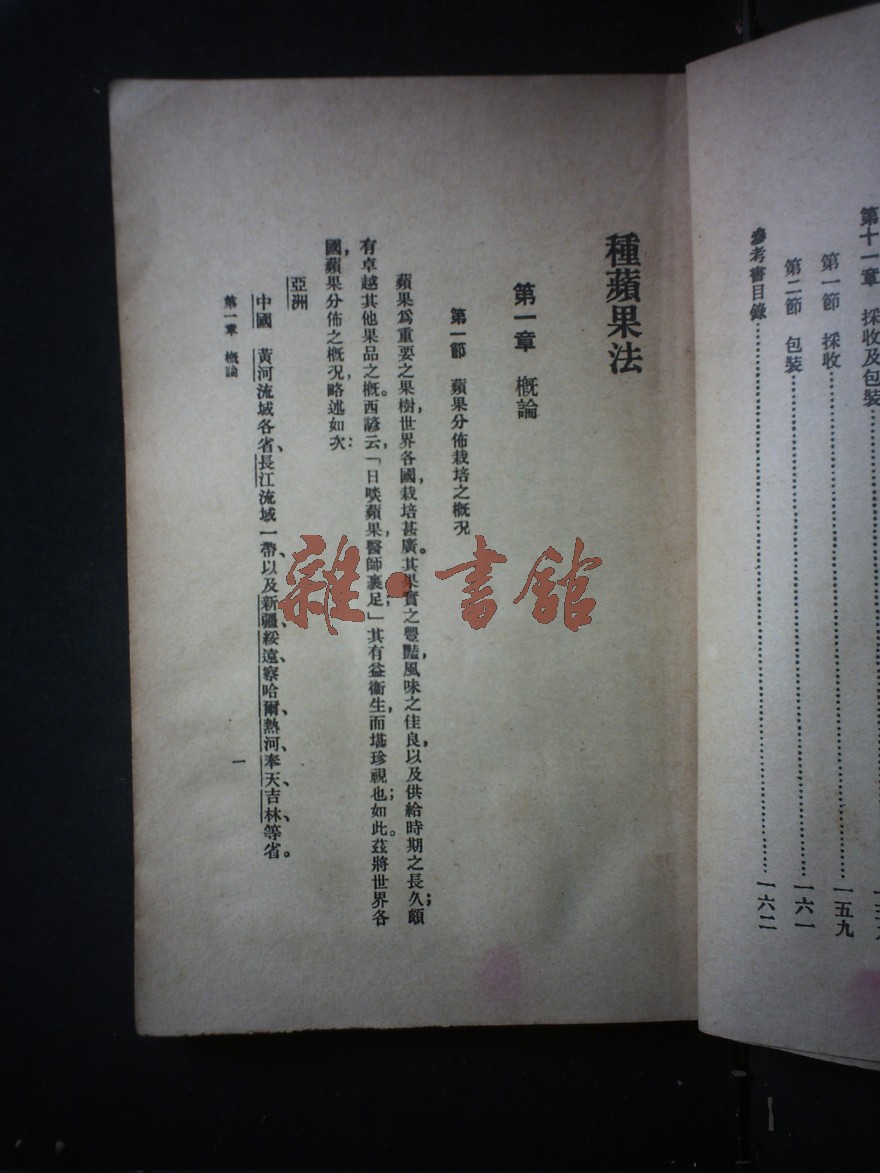 第十一章 採收及包裝…………
第一節 採收…………一五九
第二節 包裝…………一六一
參考書目錄…………一六二
種蘋果法
第一章 概論
第一節 蘋果分佈栽培之概况
蘋果爲重要之果樹，世界各國，栽培甚廣。其果實之豐豔，風味之佳良，以及供給時期之長久；頗
有卓越其他果品之概。西諺云，「日啖蘋果，醫師裹足；」其有益衞生，而堪珍視也；如此。茲將世界各
國，蘋果分佈之概况，略述如次：
亞洲
中國 黃河流域各省、長江流域一帶、以及新疆、綏遠、察哈爾、熱河、奉天、吉林、等省。
第一章 概論
一
雜·書館